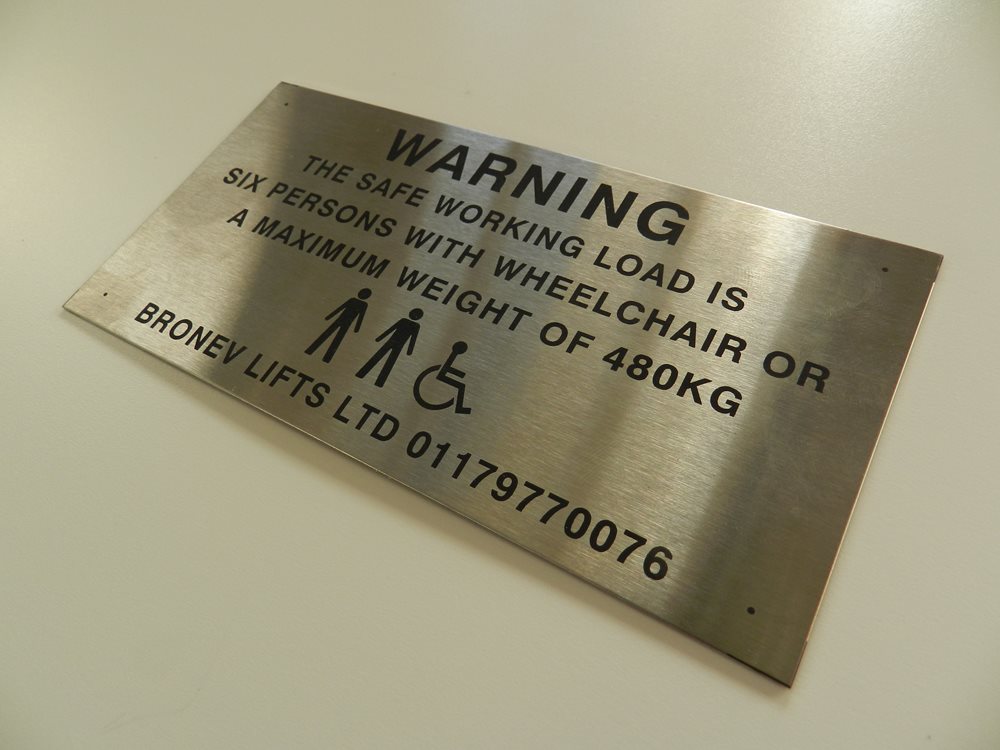 WARNING
THE SAFE WORKING LOAD IS
SIX PERSONS WITH WHEELCHAIR OR
A MAXIMUM WEIGHT OF 480KG
BRONEV LIFTS LTD 01179770076